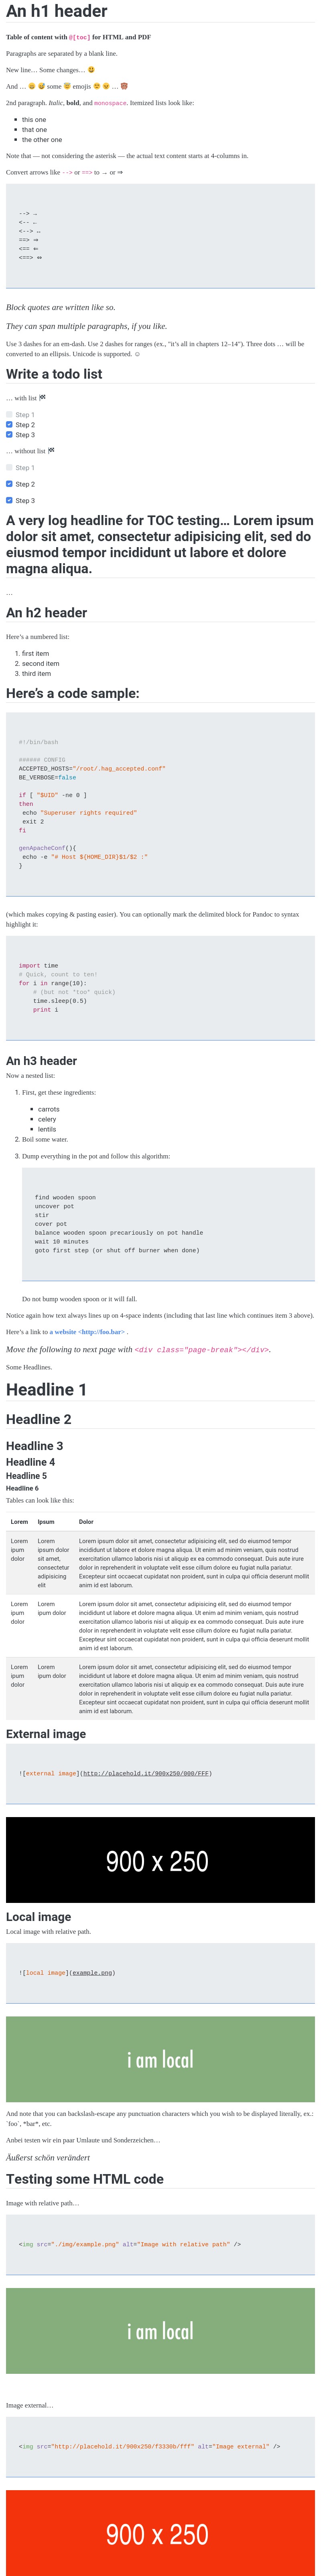 An h1 header
Table of content with @[toc] for HTML and PDF
Paragraphs are separated by a blank line.
New line… Some changes… 😃
And … 😄 😅 some 😇 emojis 😗 😠 … 👹
2nd paragraph. Italic, bold, and monospace. Itemized lists look like:
this one
that one
the other one
Note that — not considering the asterisk — the actual text content starts at 4-columns in.
Convert arrows like --> or ==> to → or ⇒
--> →
<-- ←
<--> ↔
==> ⇒
<== ⇐
<==> ⇔
Block quotes are written like so.
They can span multiple paragraphs, if you like.
Use 3 dashes for an em-dash. Use 2 dashes for ranges (ex., "it’s all in chapters 12–14"). Three dots … will be
converted to an ellipsis. Unicode is supported. ☺
Write a todo list
… with list 🏁
Step 1
Step 2
Step 3
… without list 🏁
Step 1
Step 2
Step 3
A very log headline for TOC testing… Lorem ipsum
dolor sit amet, consectetur adipisicing elit, sed do
eiusmod tempor incididunt ut labore et dolore
magna aliqua.
…
An h2 header
Here’s a numbered list:
1. first item
2. second item
3. third item
Here’s a code sample:
#!/bin/bash
###### CONFIG
ACCEPTED_HOSTS="/root/.hag_accepted.conf"
BE_VERBOSE=false
if [ "$UID" -ne 0 ]
then
echo "Superuser rights required"
exit 2
fi
genApacheConf(){
echo -e "# Host ${HOME_DIR}$1/$2 :"
}
(which makes copying & pasting easier). You can optionally mark the delimited block for Pandoc to syntax
highlight it:
import time
# Quick, count to ten!
for i in range(10):
# (but not *too* quick)
time.sleep(0.5)
print i
An h3 header
Now a nested list:
1. First, get these ingredients:
carrots
celery
lentils
2. Boil some water.
3. Dump everything in the pot and follow this algorithm:
find wooden spoon
uncover pot
stir
cover pot
balance wooden spoon precariously on pot handle
wait 10 minutes
goto first step (or shut off burner when done)
Do not bump wooden spoon or it will fall.
Notice again how text always lines up on 4-space indents (including that last line which continues item 3 above).
Here’s a link to a website <http://foo.bar> .
Move the following to next page with <div class="page-break"></div>.
Some Headlines.
Headline 1
Headline 2
Headline 3
Headline 4
Headline 5
Headline 6
Tables can look like this:
Lorem Ipsum Dolor
Lorem Lorem Lorem ipsum dolor sit amet, consectetur adipisicing elit, sed do eiusmod tempor
ipum ipsum dolor incididunt ut labore et dolore magna aliqua. Ut enim ad minim veniam, quis nostrud
dolor sit amet, exercitation ullamco laboris nisi ut aliquip ex ea commodo consequat. Duis aute irure
consectetur dolor in reprehenderit in voluptate velit esse cillum dolore eu fugiat nulla pariatur.
adipisicing Excepteur sint occaecat cupidatat non proident, sunt in culpa qui officia deserunt mollit
elit anim id est laborum.
Lorem Lorem Lorem ipsum dolor sit amet, consectetur adipisicing elit, sed do eiusmod tempor
ipum ipum dolor incididunt ut labore et dolore magna aliqua. Ut enim ad minim veniam, quis nostrud
dolor exercitation ullamco laboris nisi ut aliquip ex ea commodo consequat. Duis aute irure
dolor in reprehenderit in voluptate velit esse cillum dolore eu fugiat nulla pariatur.
Excepteur sint occaecat cupidatat non proident, sunt in culpa qui officia deserunt mollit
anim id est laborum.
Lorem Lorem Lorem ipsum dolor sit amet, consectetur adipisicing elit, sed do eiusmod tempor
ipum ipum dolor incididunt ut labore et dolore magna aliqua. Ut enim ad minim veniam, quis nostrud
dolor exercitation ullamco laboris nisi ut aliquip ex ea commodo consequat. Duis aute irure
dolor in reprehenderit in voluptate velit esse cillum dolore eu fugiat nulla pariatur.
Excepteur sint occaecat cupidatat non proident, sunt in culpa qui officia deserunt mollit
anim id est laborum.
External image
![external image](http://placehold.it/900x250/000/FFF)
900 x 250
Local image
Local image with relative path.
![local image](example.png)
i am local
And note that you can backslash-escape any punctuation characters which you wish to be displayed literally, ex.:
`foo`, *bar*, etc.
Anbei testen wir ein paar Umlaute und Sonderzeichen…
Äußerst schön verändert
Testing some HTML code
Image with relative path…
<img src="./img/example.png" alt="Image with relative path" />
i am local
Image external…
<img src="http://placehold.it/900x250/f3330b/fff" alt="Image external" />
900 x 250